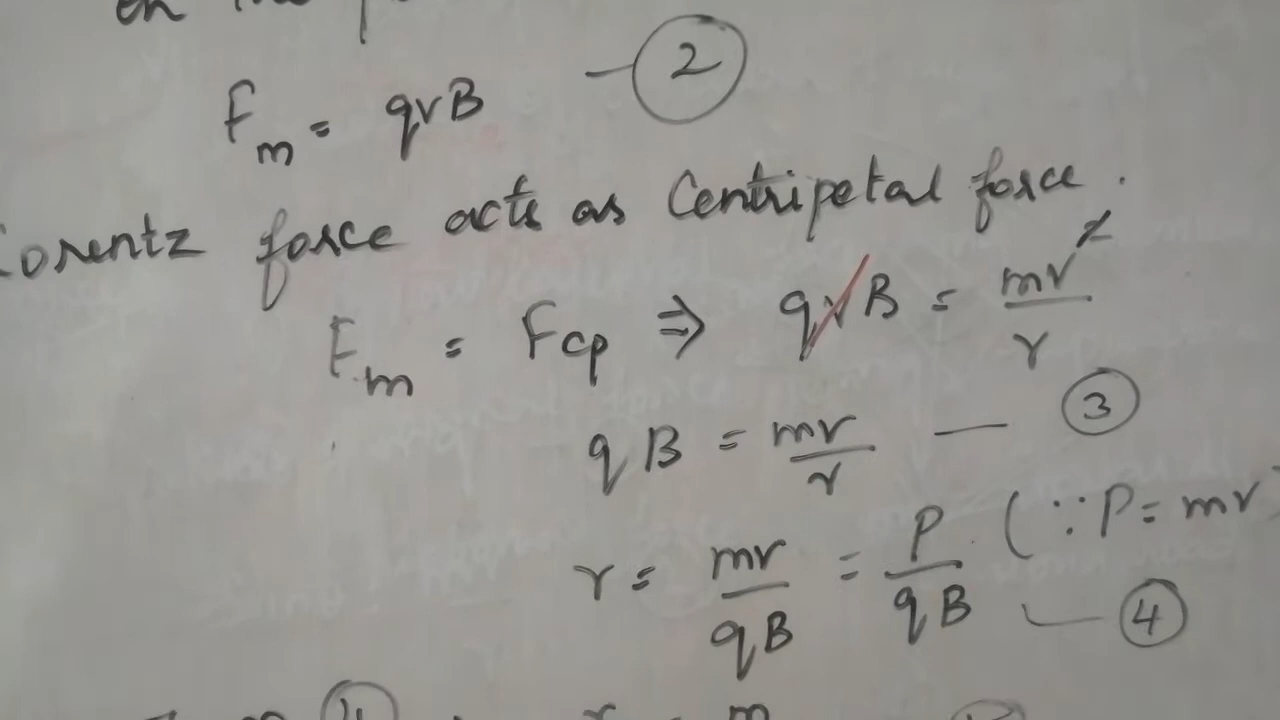 F_m = qvB — ②
Lorentz force acts as Centripetal force.
F_m = F_cp ⇒ qvB = mv²/r
qB = mv/r — ③
r = mv/qB = P/qB (∵ P = mv) — ④